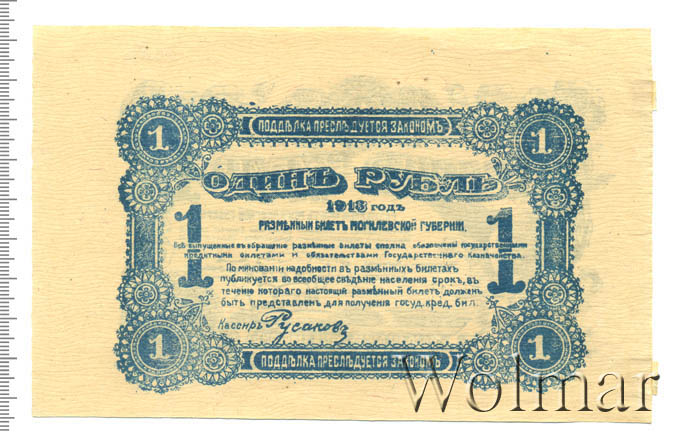 1.
ПОДДѢЛКА ПРЕСЛѢДУЕТСЯ ЗАКОНОМЪ
1.
ОДИНЪ РУБЛЬ
1918 ГОДЪ
РАЗМѢННЫЙ БИЛЕТЪ МОГИЛЕВСКОЙ ГУБЕРНІИ.
1
1
Всѣ выпущенные въ обращеніе размѣнные билеты сполна обезпечены государственными
кредитными билетами и обязательствами Государственнаго Казначейства.
По минованіи надобности въ размѣнныхъ билетахъ
публикуется во всеобщее свѣдѣніе населенія срокъ, въ
теченіе котораго настоящій размѣнный билетъ долженъ
быть представленъ для полученія госуд. кред. бил.
Кассиръ Русаковъ
1.
ПОДДѢЛКА ПРЕСЛѢДУЕТСЯ ЗАКОНОМЪ
1.
Wolmar